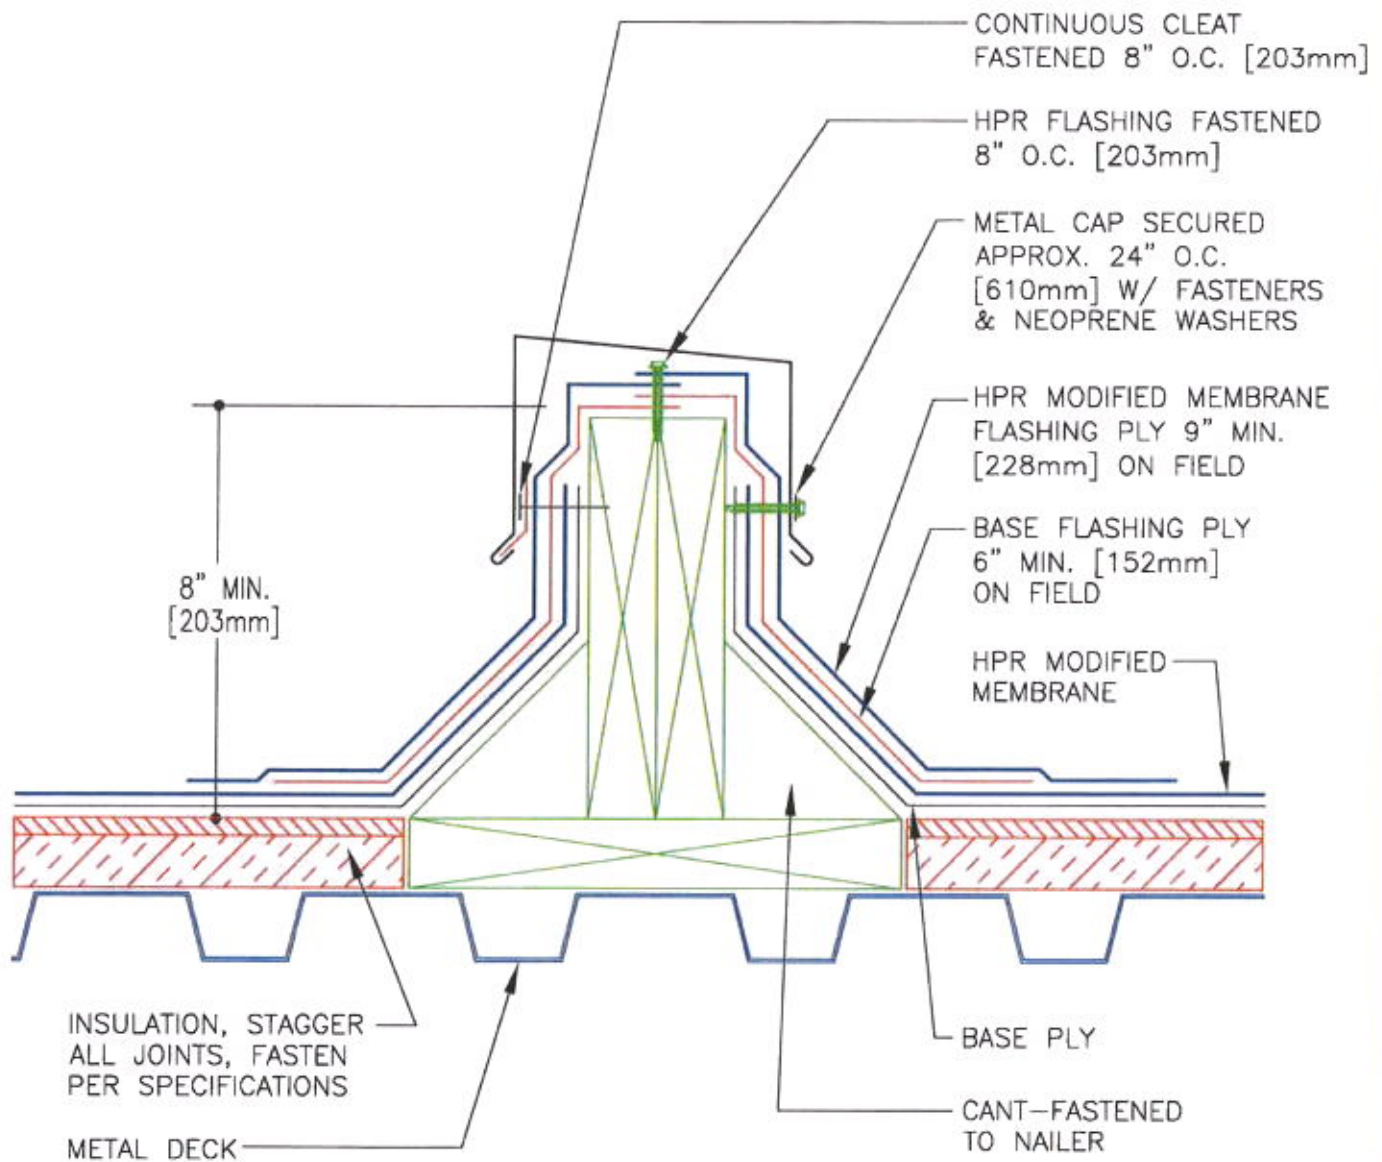 CONTINUOUS CLEAT
FASTENED 8" O.C. [203mm]
HPR FLASHING FASTENED
8" O.C. [203mm]
METAL CAP SECURED
APPROX. 24" O.C.
[610mm] W/ FASTENERS
& NEOPRENE WASHERS
HPR MODIFIED MEMBRANE
FLASHING PLY 9" MIN.
[228mm] ON FIELD
BASE FLASHING PLY
6" MIN. [152mm]
ON FIELD
8" MIN.
[203mm]
HPR MODIFIED
MEMBRANE
INSULATION, STAGGER
ALL JOINTS, FASTEN
PER SPECIFICATIONS
METAL DECK
BASE PLY
CANT-FASTENED
TO NAILER